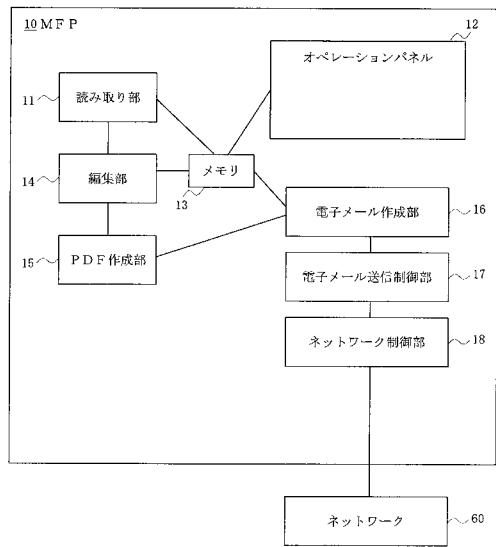 10 MFP
12
オペレーションパネル
11
読み取り部
メモリ
13
14
編集部
電子メール作成部
16
15
PDF作成部
電子メール送信制御部
17
ネットワーク制御部
18
ネットワーク
60